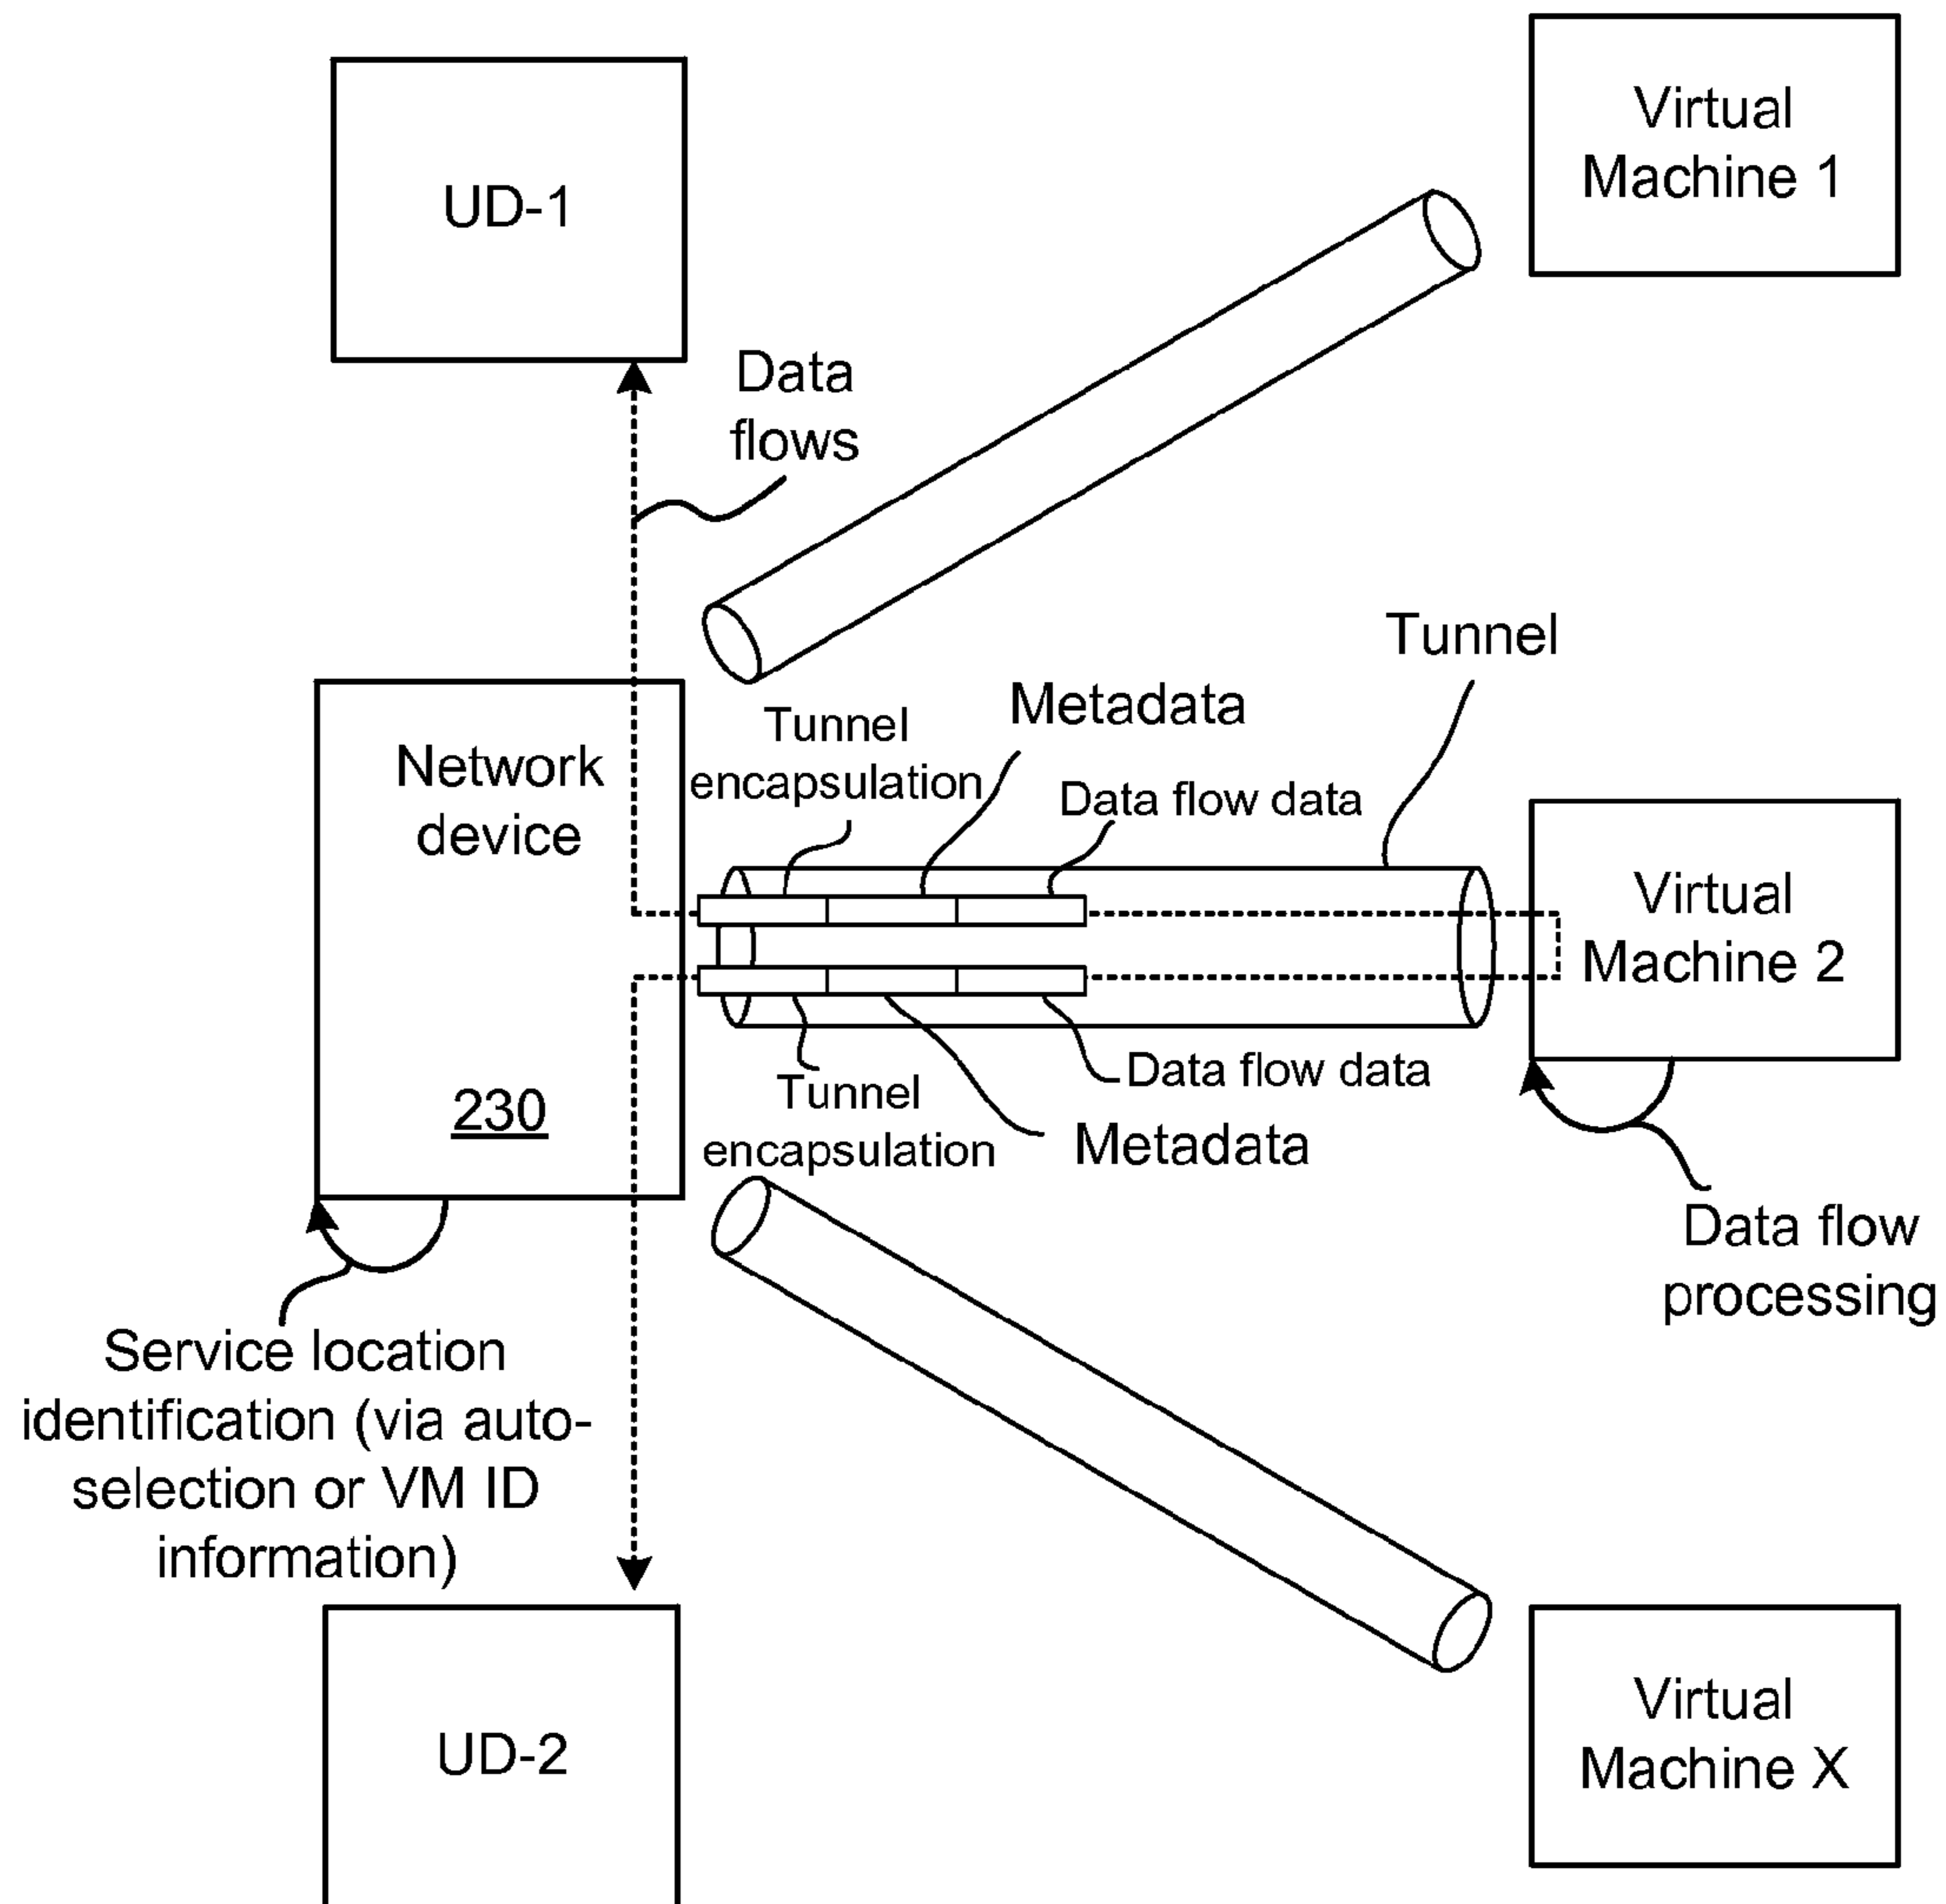 Virtual
Machine 1
UD-1
Data
flows
Tunnel
Metadata
Tunnel
encapsulation
Data flow data
Network
device
230
Virtual
Machine 2
Data flow data
Tunnel
encapsulation
Metadata
Data flow
processing
Service location
identification (via auto-
selection or VM ID
information)
UD-2
Virtual
Machine X